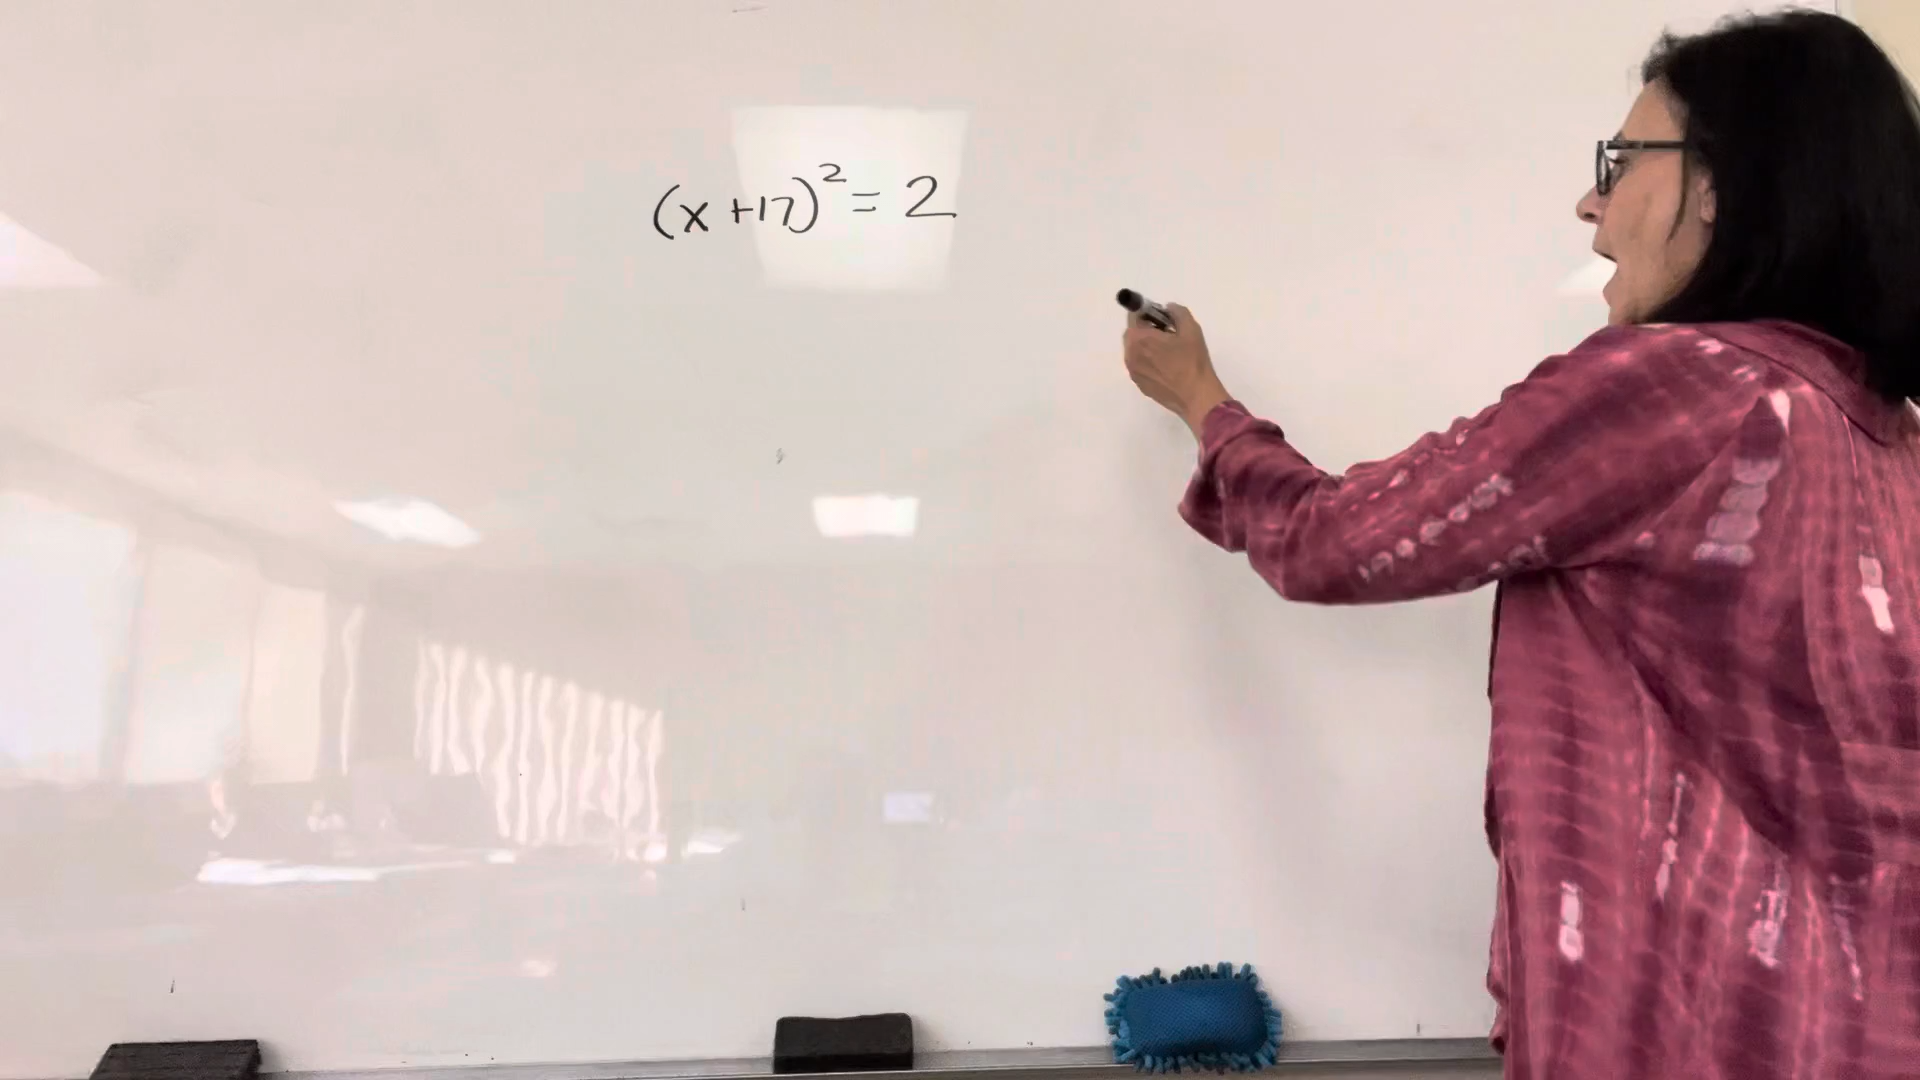 (x+17)² = 2